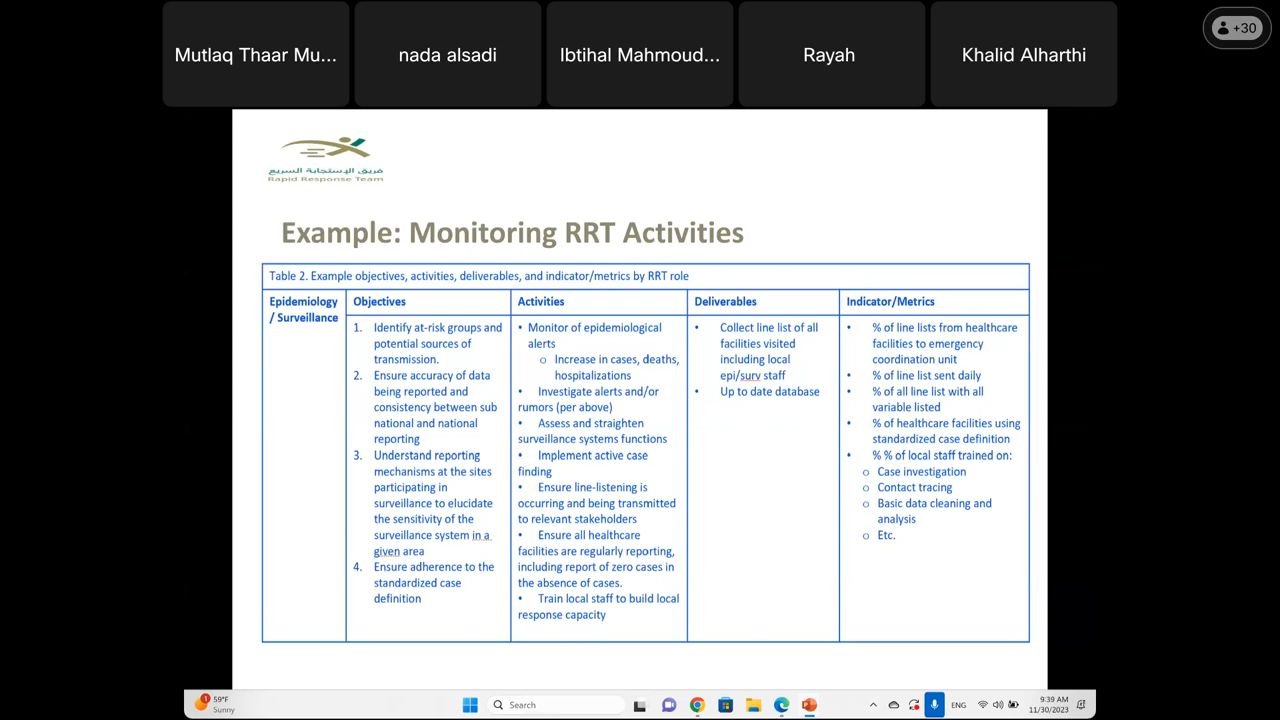 Mutlaq Thaar Mu...
nada alsadi
Ibtihal Mahmoud...
Rayah
Khalid Alharthi
+30
فريق الإستجابة السريع
Rapid Response Team
Example: Monitoring RRT Activities
Table 2. Example objectives, activities, deliverables, and indicator/metrics by RRT role
Epidemiology
/ Surveillance
Objectives
1. Identify at-risk groups and
potential sources of
transmission.
2. Ensure accuracy of data
being reported and
consistency between sub
national and national
reporting
3. Understand reporting
mechanisms at the sites
participating in
surveillance to elucidate
the sensitivity of the
surveillance system in a
given area
4. Ensure adherence to the
standardized case
definition
Activities
• Monitor of epidemiological
alerts
o Increase in cases, deaths,
hospitalizations
• Investigate alerts and/or
rumors (per above)
• Assess and straighten
surveillance systems functions
• Implement active case
finding
• Ensure line-listening is
occurring and being transmitted
to relevant stakeholders
• Ensure all healthcare
facilities are regularly reporting,
including report of zero cases in
the absence of cases.
• Train local staff to build local
response capacity
Deliverables
• Collect line list of all
facilities visited
including local
epi/surv staff
• Up to date database
Indicator/Metrics
• % of line lists from healthcare
facilities to emergency
coordination unit
• % of line list sent daily
• % of all line list with all
variable listed
• % of healthcare facilities using
standardized case definition
• % % of local staff trained on:
o Case investigation
o Contact tracing
o Basic data cleaning and
analysis
o Etc.
1
59°F
Sunny
Search
ENG
9:39 AM
11/30/2023